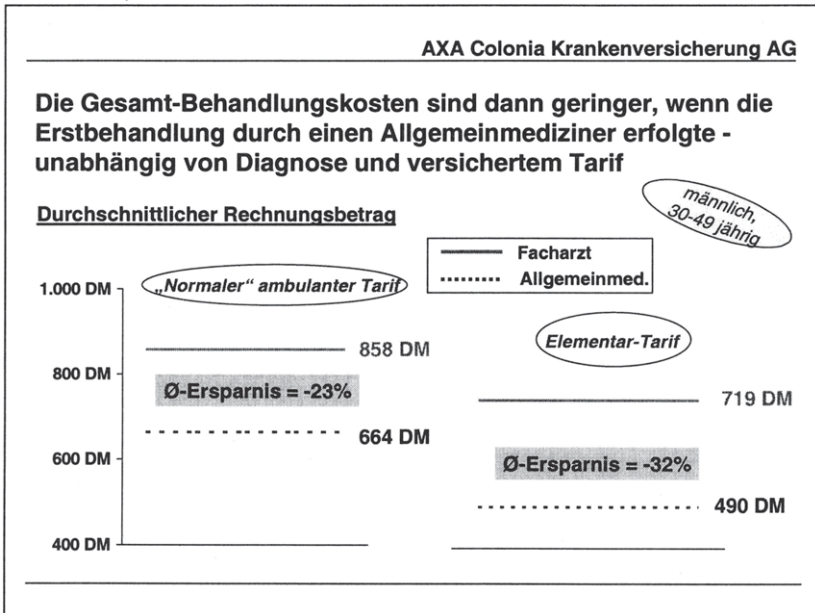 AXA Colonia Krankenversicherung AG
Die Gesamt-Behandlungskosten sind dann geringer, wenn die
Erstbehandlung durch einen Allgemeinmediziner erfolgte -
unabhängig von Diagnose und versichertem Tarif
männlich,
30-49 jährig
Durchschnittlicher Rechnungsbetrag
Facharzt
Allgemeinmed.
„Normaler“ ambulanter Tarif
Elementar-Tarif
1.000 DM
800 DM
600 DM
400 DM
858 DM
Ø-Ersparnis = -23%
664 DM
719 DM
Ø-Ersparnis = -32%
490 DM